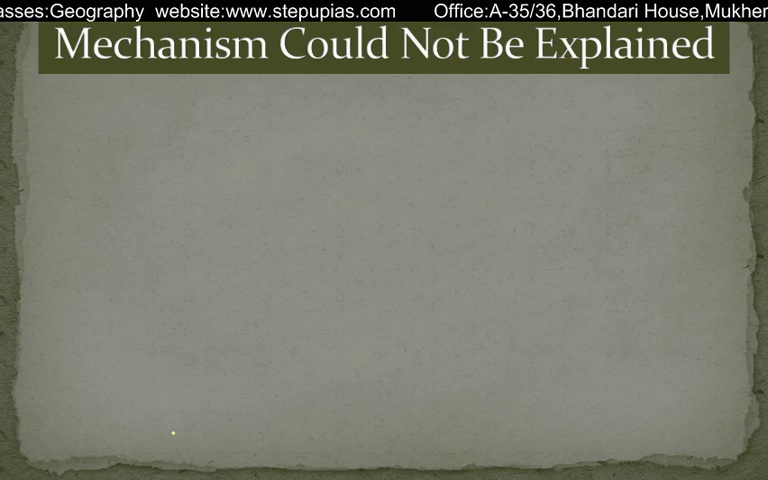 asses:Geography website:www.stepupias.com Office:A-35/36,Bhandari House,Mukher
Mechanism Could Not Be Explained